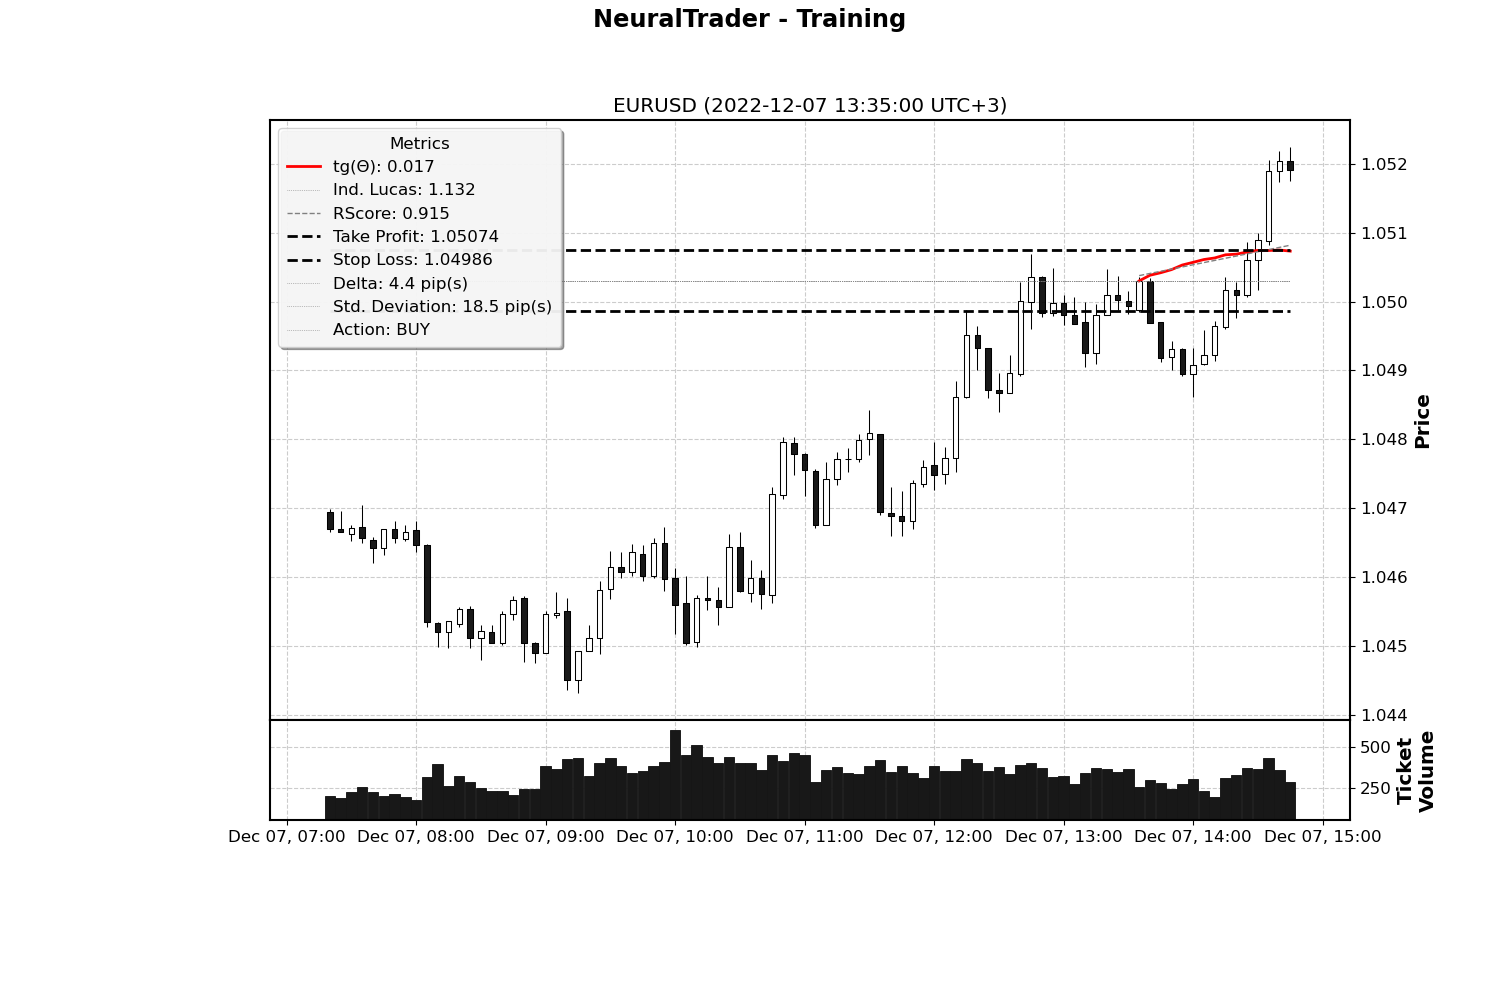 NeuralTrader - Training
EURUSD (2022-12-07 13:35:00 UTC+3)
Metrics
tg(Θ): 0.017
Ind. Lucas: 1.132
RScore: 0.915
Take Profit: 1.05074
Stop Loss: 1.04986
Delta: 4.4 pip(s)
Std. Deviation: 18.5 pip(s)
Action: BUY
1.052
1.051
1.050
1.049
1.048
1.047
1.046
1.045
1.044
Price
500
250
Ticket
Volume
Dec 07, 07:00 Dec 07, 08:00 Dec 07, 09:00 Dec 07, 10:00 Dec 07, 11:00 Dec 07, 12:00 Dec 07, 13:00 Dec 07, 14:00 Dec 07, 15:00